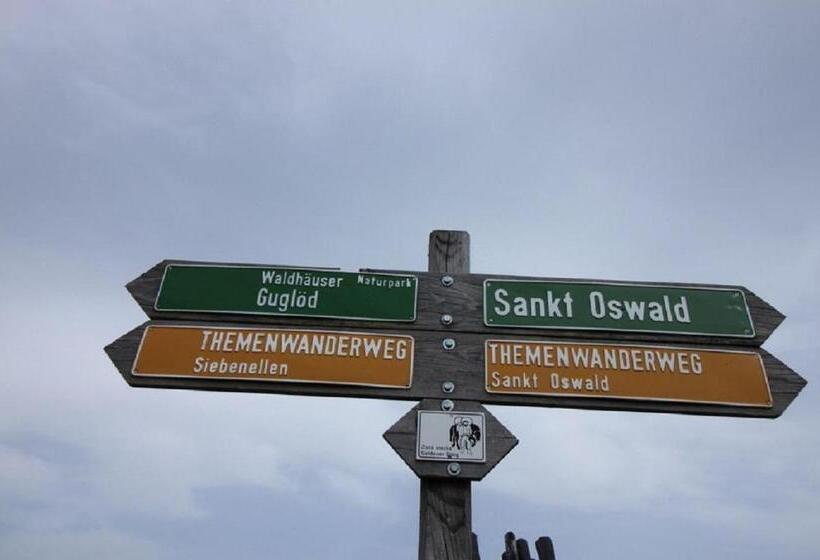 Waldhäuser Naturpark
Guglöd
Sankt Oswald
THEMENWANDERWEG
Siebenellen
THEMENWANDERWEG
Sankt Oswald